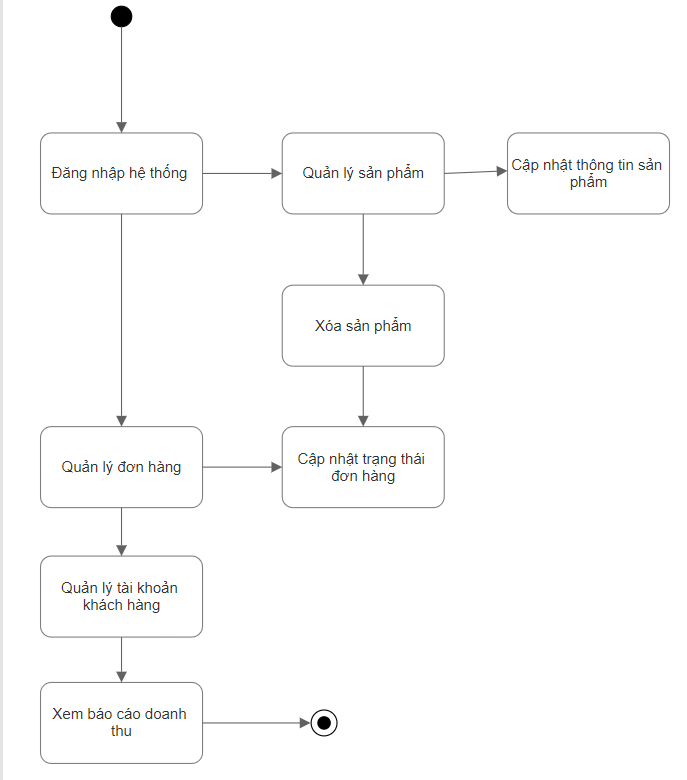 Đăng nhập hệ thống
Quản lý sản phẩm
Cập nhật thông tin sản
phẩm
Xóa sản phẩm
Quản lý đơn hàng
Cập nhật trạng thái
đơn hàng
Quản lý tài khoản
khách hàng
Xem báo cáo doanh
thu